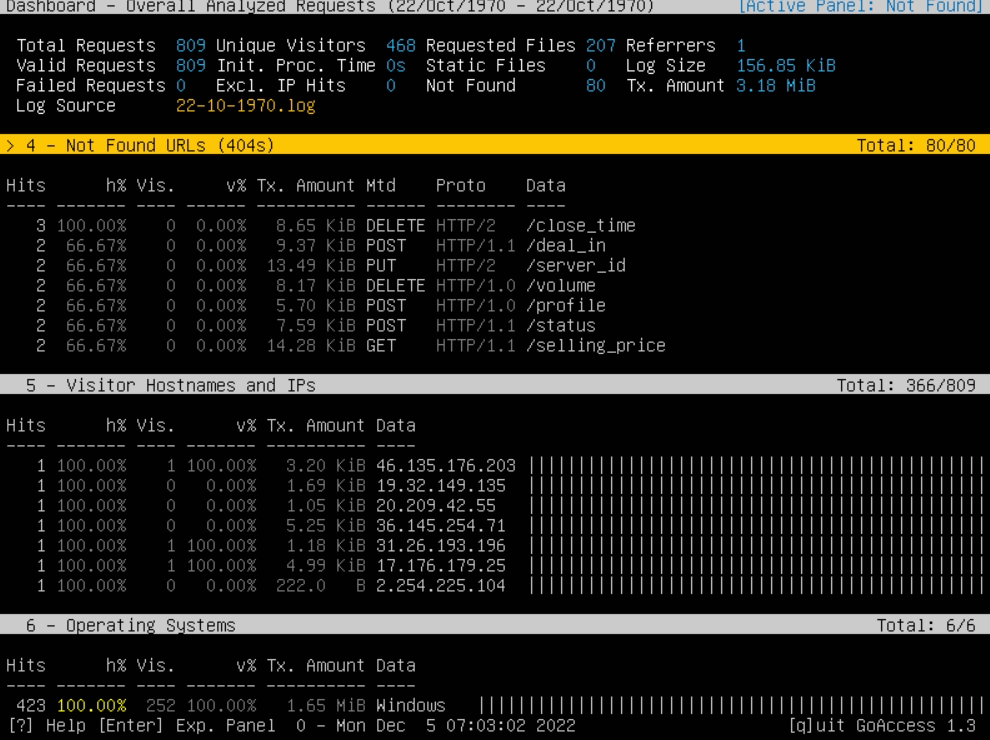 Dashboard - Overall Analyzed Requests (22/Oct/1970 - 22/Oct/1970) [Active Panel: Not Found]
Total Requests 809 Unique Visitors 468 Requested Files 207 Referrers 1
Valid Requests 809 Init. Proc. Time 0s Static Files 0 Log Size 156.85 KiB
Failed Requests 0 Excl. IP Hits 0 Not Found 80 Tx. Amount 3.18 MiB
Log Source 22-10-1970.log
> 4 - Not Found URLs (404s) Total: 80/80
Hits h% Vis. v% Tx. Amount Mtd Proto Data
---- ------- ---- ------- ---------- ------ -------- ----
3 100.00% 0 0.00% 8.65 KiB DELETE HTTP/2 /close_time
2 66.67% 0 0.00% 9.37 KiB POST HTTP/1.1 /deal_in
2 66.67% 0 0.00% 13.49 KiB PUT HTTP/2 /server_id
2 66.67% 0 0.00% 8.17 KiB DELETE HTTP/1.0 /volume
2 66.67% 0 0.00% 5.70 KiB POST HTTP/1.0 /profile
2 66.67% 0 0.00% 7.59 KiB POST HTTP/1.1 /status
2 66.67% 0 0.00% 14.28 KiB GET HTTP/1.1 /selling_price
5 - Visitor Hostnames and IPs Total: 366/809
Hits h% Vis. v% Tx. Amount Data
---- ------- ---- ------- ---------- ----
1 100.00% 1 100.00% 3.20 KiB 46.135.176.203
1 100.00% 0 0.00% 1.69 KiB 19.32.149.135
1 100.00% 0 0.00% 1.05 KiB 20.209.42.55
1 100.00% 0 0.00% 5.25 KiB 36.145.254.71
1 100.00% 1 100.00% 1.18 KiB 31.26.193.196
1 100.00% 1 100.00% 4.99 KiB 17.176.179.25
1 100.00% 0 0.00% 222.0 B 2.254.225.104
6 - Operating Systems Total: 6/6
Hits h% Vis. v% Tx. Amount Data
---- ------- ---- ------- ---------- ----
423 100.00% 252 100.00% 1.65 MiB Windows
[?] Help [Enter] Exp. Panel 0 - Mon Dec 5 07:03:02 2022 [q]uit GoAccess 1.3